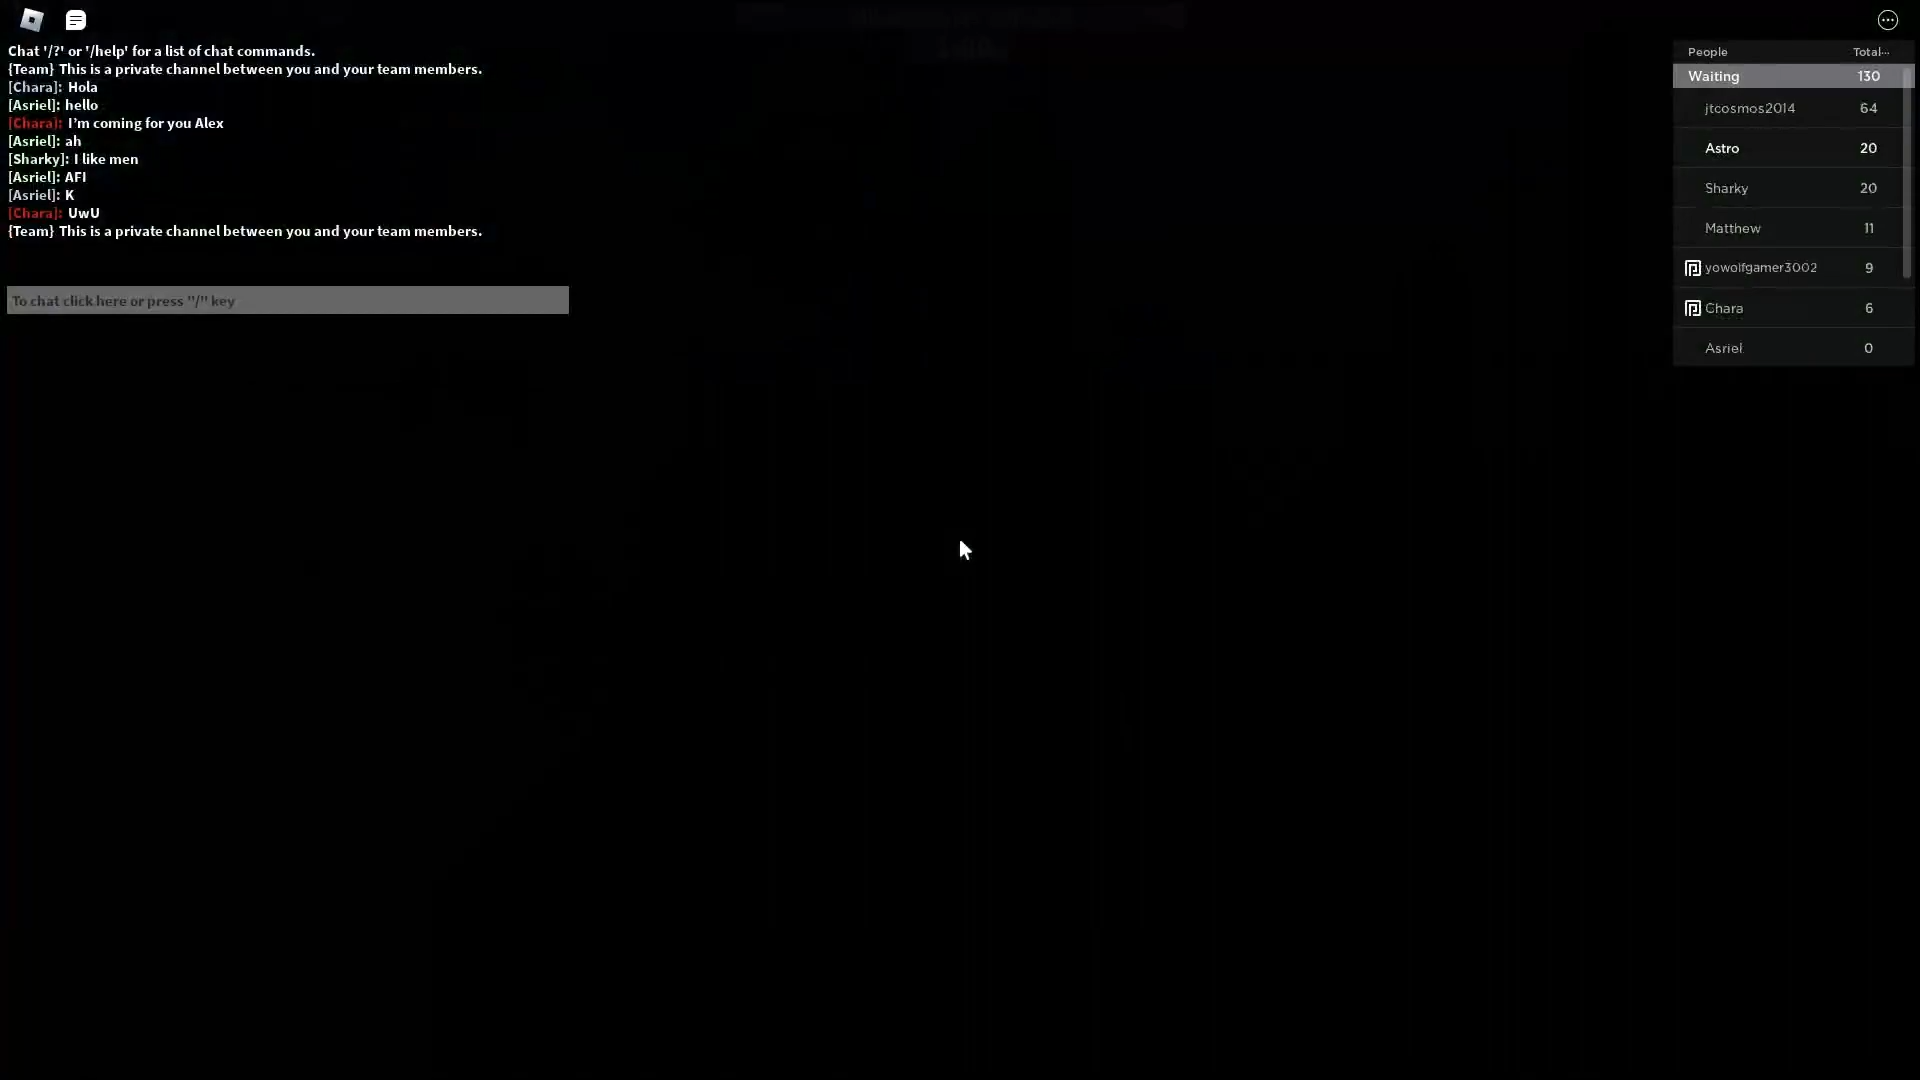 Chat '/?' or '/help' for a list of chat commands.
{Team} This is a private channel between you and your team members.
[Chara]: Hola
[Asriel]: hello
[Chara]: I'm coming for you Alex
[Asriel]: ah
[Sharky]: I like men
[Asriel]: AFI
[Asriel]: K
[Chara]: UwU
{Team} This is a private channel between you and your team members.
To chat click here or press "/" key
People Total...
Waiting 130
jtcosmos2014 64
Astro 20
Sharky 20
Matthew 11
yowolfgamer3002 9
Chara 6
Asriel 0